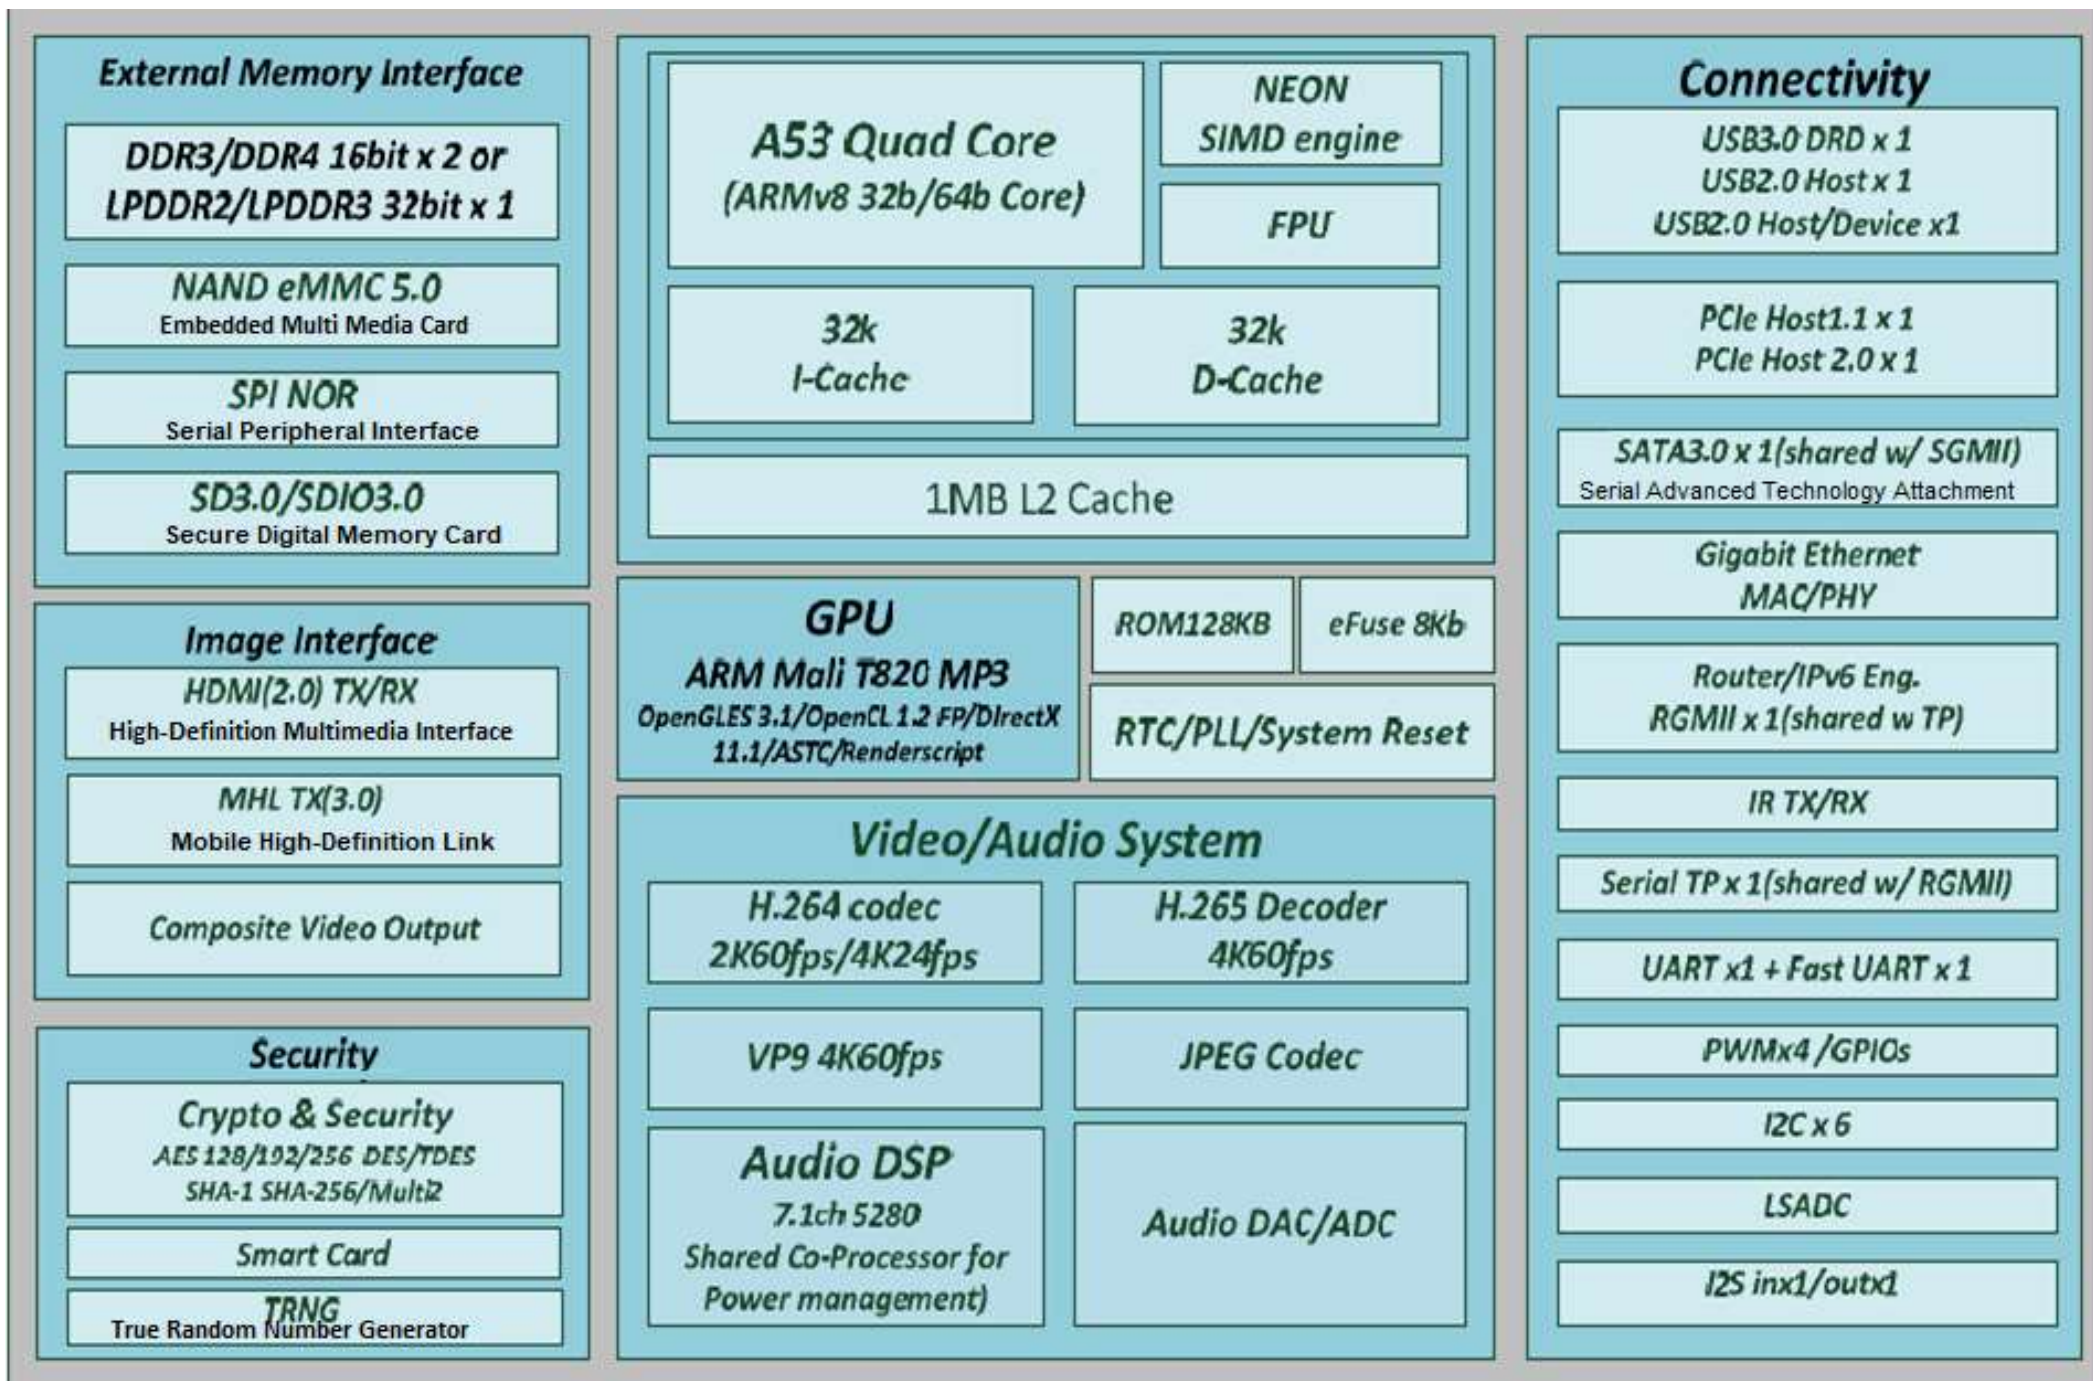 External Memory Interface
DDR3/DDR4 16bit x 2 or
LPDDR2/LPDDR3 32bit x 1
NAND eMMC 5.0
Embedded Multi Media Card
SPI NOR
Serial Peripheral Interface
SD3.0/SDIO3.0
Secure Digital Memory Card
Image Interface
HDMI(2.0) TX/RX
High-Definition Multimedia Interface
MHL TX(3.0)
Mobile High-Definition Link
Composite Video Output
Security
Crypto & Security
AES 128/192/256 DES/TDES
SHA-1 SHA-256/Multi2
Smart Card
TRNG
True Random Number Generator
A53 Quad Core
(ARMv8 32b/64b Core)
NEON
SIMD engine
FPU
32k
I-Cache
32k
D-Cache
1MB L2 Cache
GPU
ARM Mali T820 MP3
OpenGLES 3.1/OpenCL 1.2 FP/DirectX
11.1/ASTC/Renderscript
ROM128KB
eFuse 8Kb
RTC/PLL/System Reset
Video/Audio System
H.264 codec
2K60fps/4K24fps
H.265 Decoder
4K60fps
VP9 4K60fps
JPEG Codec
Audio DSP
7.1ch 5280
Shared Co-Processor for
Power management)
Audio DAC/ADC
Connectivity
USB3.0 DRD x 1
USB2.0 Host x 1
USB2.0 Host/Device x1
PCIe Host1.1 x 1
PCIe Host 2.0 x 1
SATA3.0 x 1(shared w/ SGMII)
Serial Advanced Technology Attachment
Gigabit Ethernet
MAC/PHY
Router/IPv6 Eng.
RGMII x 1(shared w TP)
IR TX/RX
Serial TP x 1(shared w/ RGMII)
UART x1 + Fast UART x 1
PWMx4 /GPIOs
I2C x 6
LSADC
I2S inx1/outx1